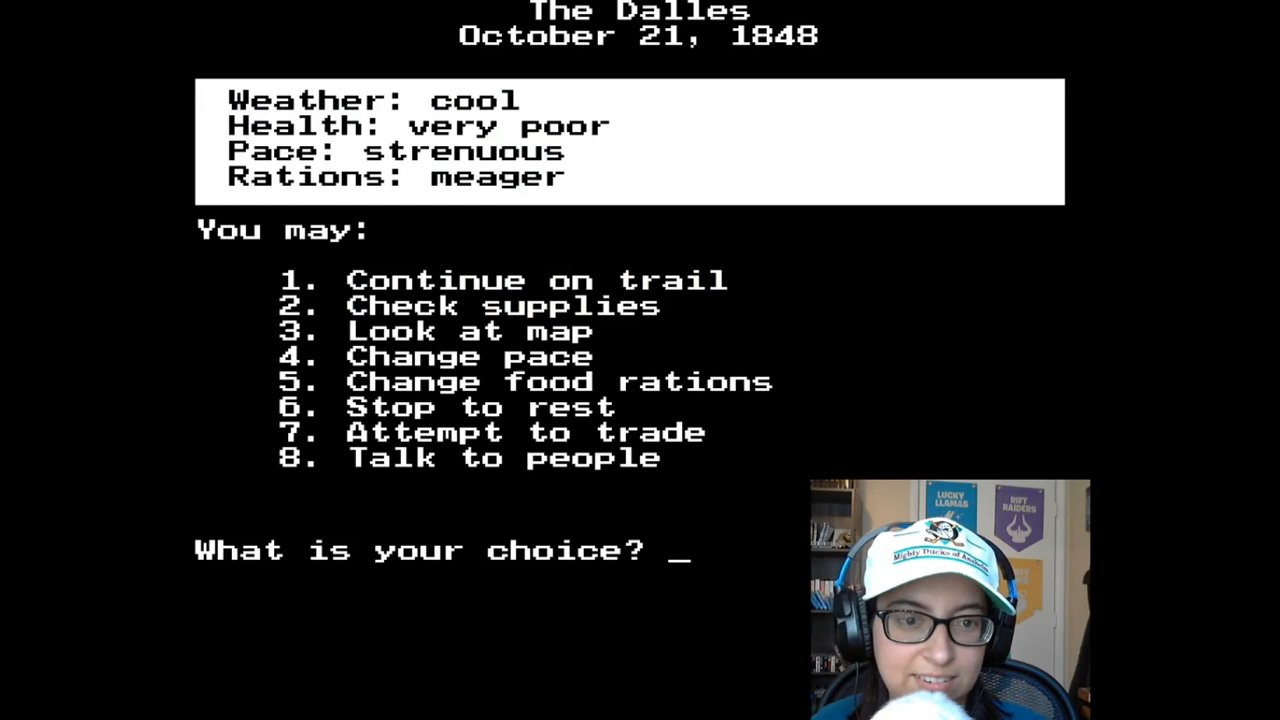 The Dalles
October 21, 1848
Weather: cool
Health: very poor
Pace: strenuous
Rations: meager
You may:
1. Continue on trail
2. Check supplies
3. Look at map
4. Change pace
5. Change food rations
6. Stop to rest
7. Attempt to trade
8. Talk to people
What is your choice? _
LUCKY
LLAMAS
RIFT
RAIDERS
Mighty Ducks of Anaheim